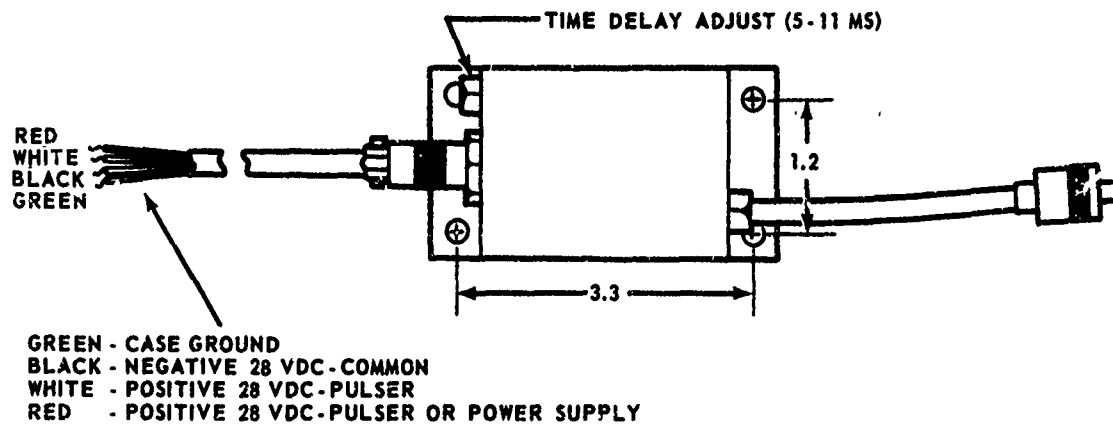 TIME DELAY ADJUST (5-11 MS)
RED
WHITE
BLACK
GREEN
1.2
3.3
GREEN - CASE GROUND
BLACK - NEGATIVE 28 VDC-COMMON
WHITE - POSITIVE 28 VDC-PULSER
RED - POSITIVE 28 VDC-PULSER OR POWER SUPPLY